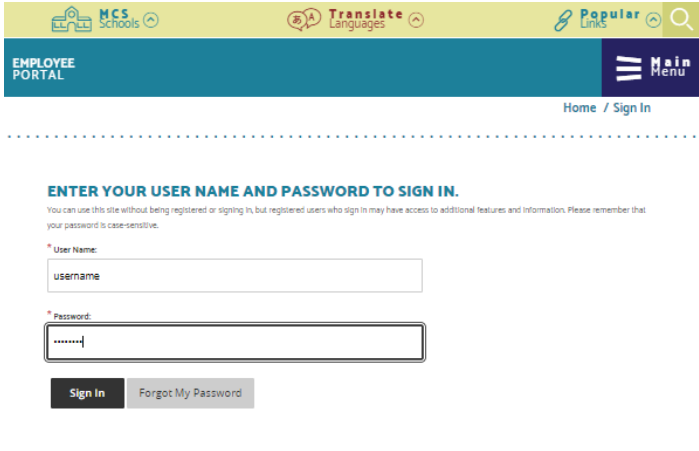 MCS
Schools
Translate
Languages
Popular
Links
EMPLOYEE
PORTAL
Main
Menu
Home / Sign In
ENTER YOUR USER NAME AND PASSWORD TO SIGN IN.
You can use this site without being registered or signing in, but registered users who sign in may have access to additional features and information. Please remember that
your password is case-sensitive.
* User Name:
username
* Password:
••••••••
Sign In Forgot My Password